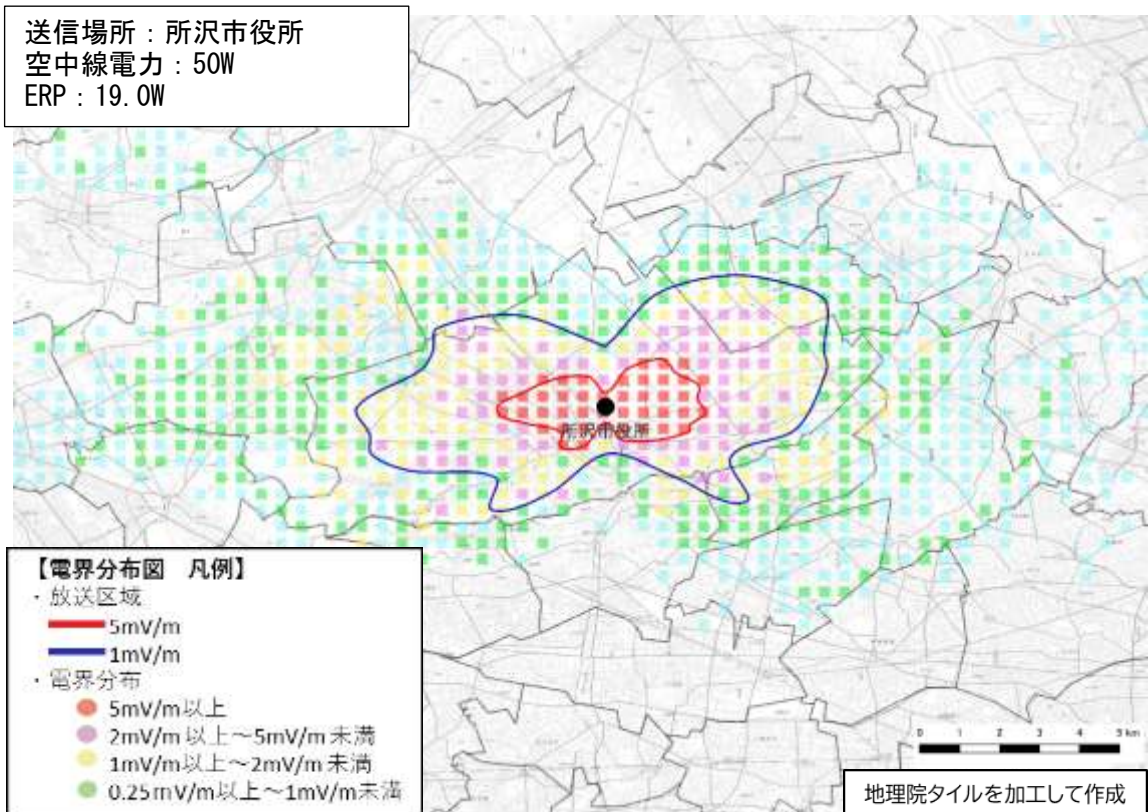 送信場所：所沢市役所
空中線電力：50W
ERP：19.0W
所沢市役所
【電界分布図　凡例】
・放送区域
5mV/m
1mV/m
・電界分布
5mV/m以上
2mV/m以上～5mV/m未満
1mV/m以上～2mV/m未満
0.25mV/m以上～1mV/m未満
0 1 2 3 4 5 km
地理院タイルを加工して作成